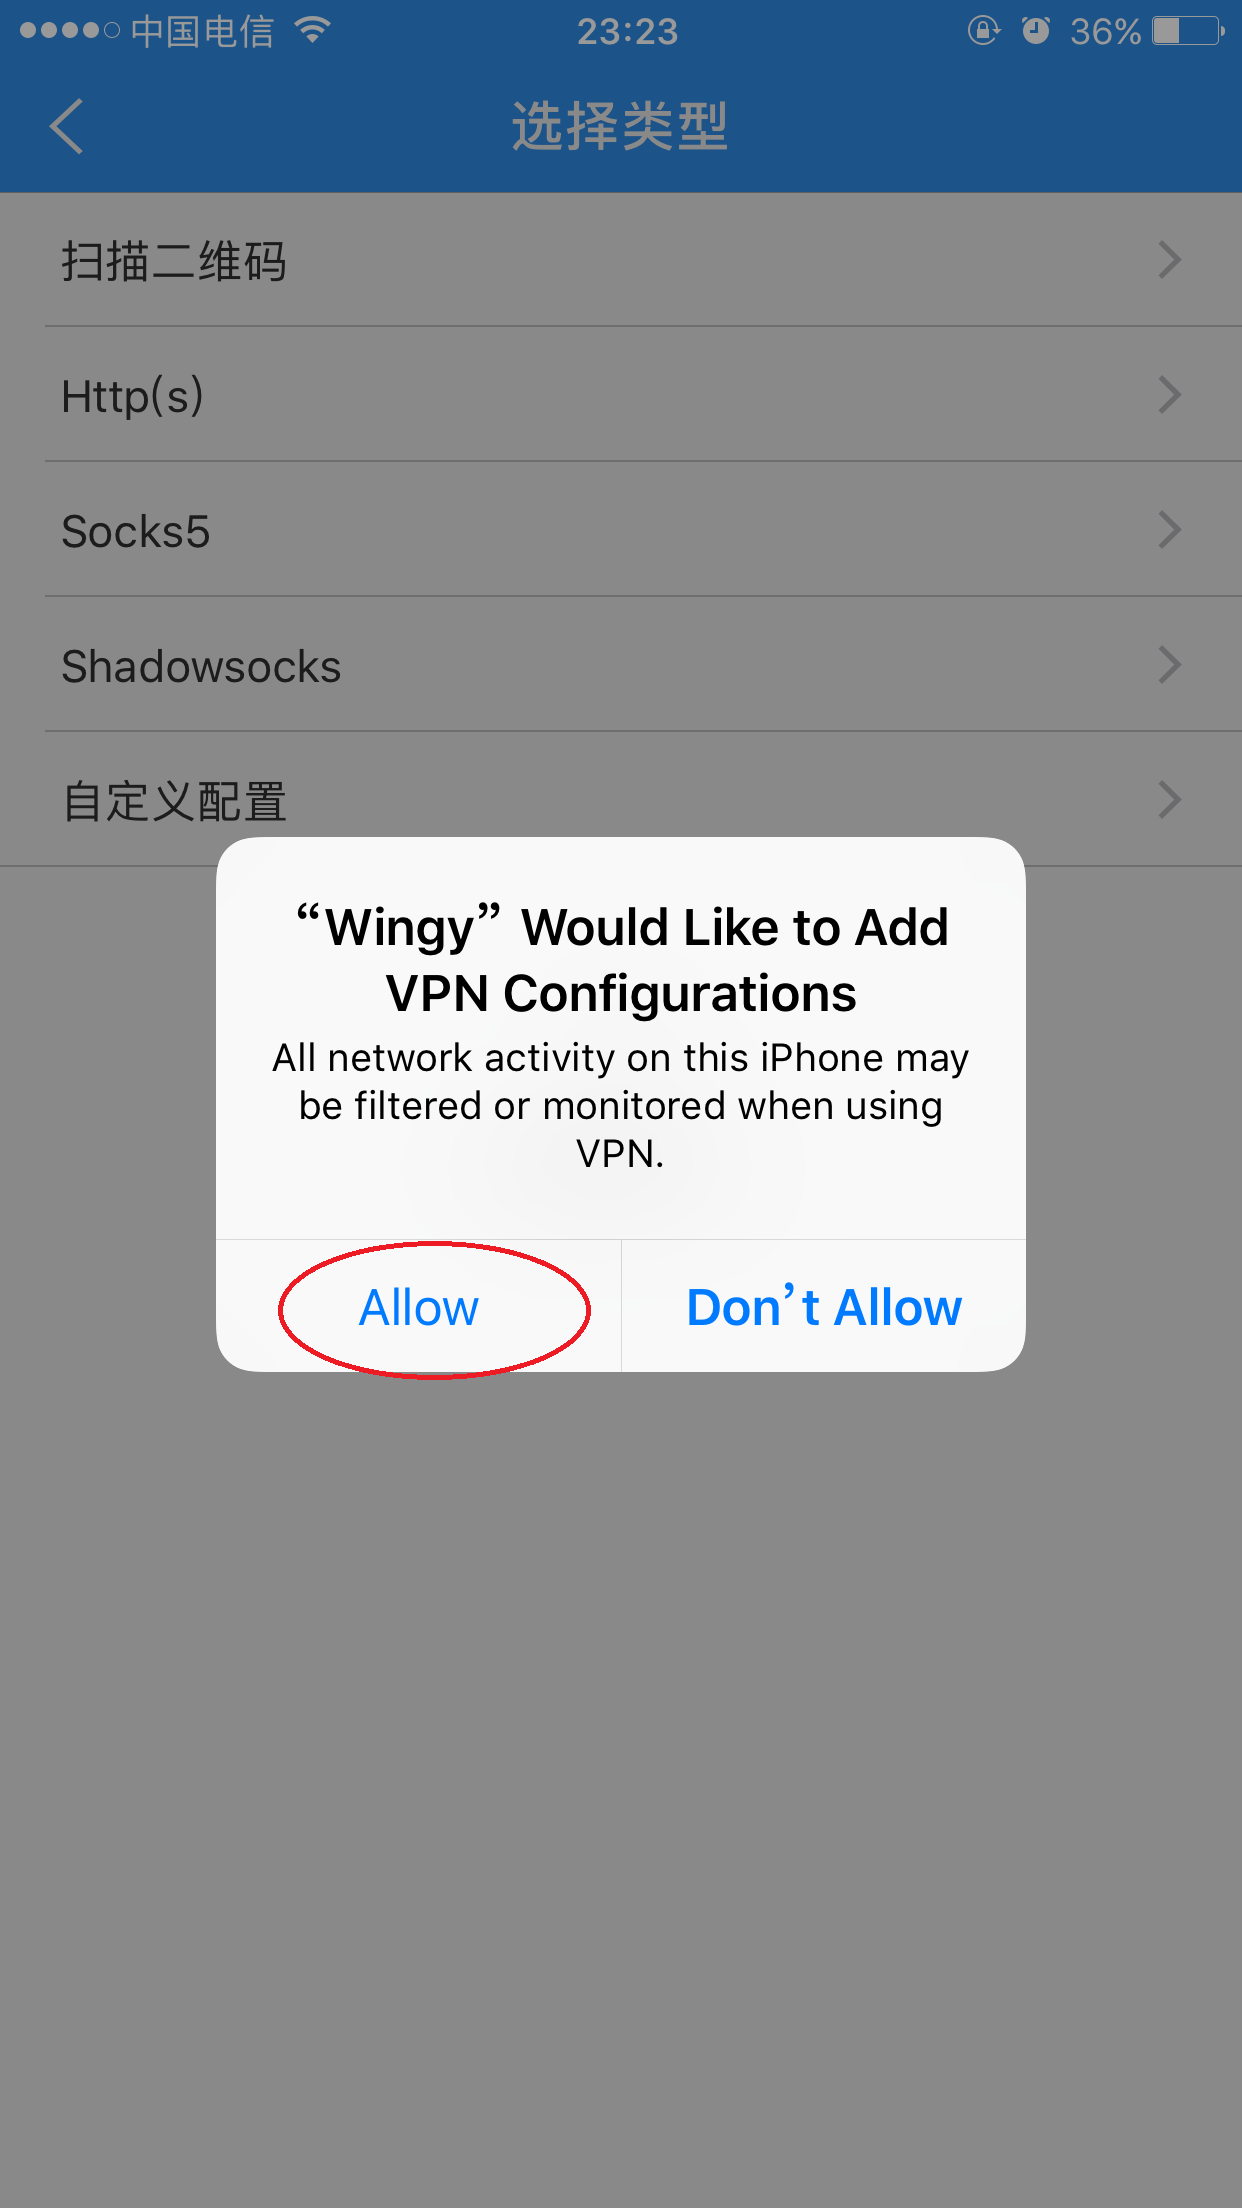 中国电信 23:23 36%
选择类型
扫描二维码
Http(s)
Socks5
Shadowsocks
自定义配置
“Wingy” Would Like to Add
VPN Configurations
All network activity on this iPhone may
be filtered or monitored when using
VPN.
Allow Don’t Allow